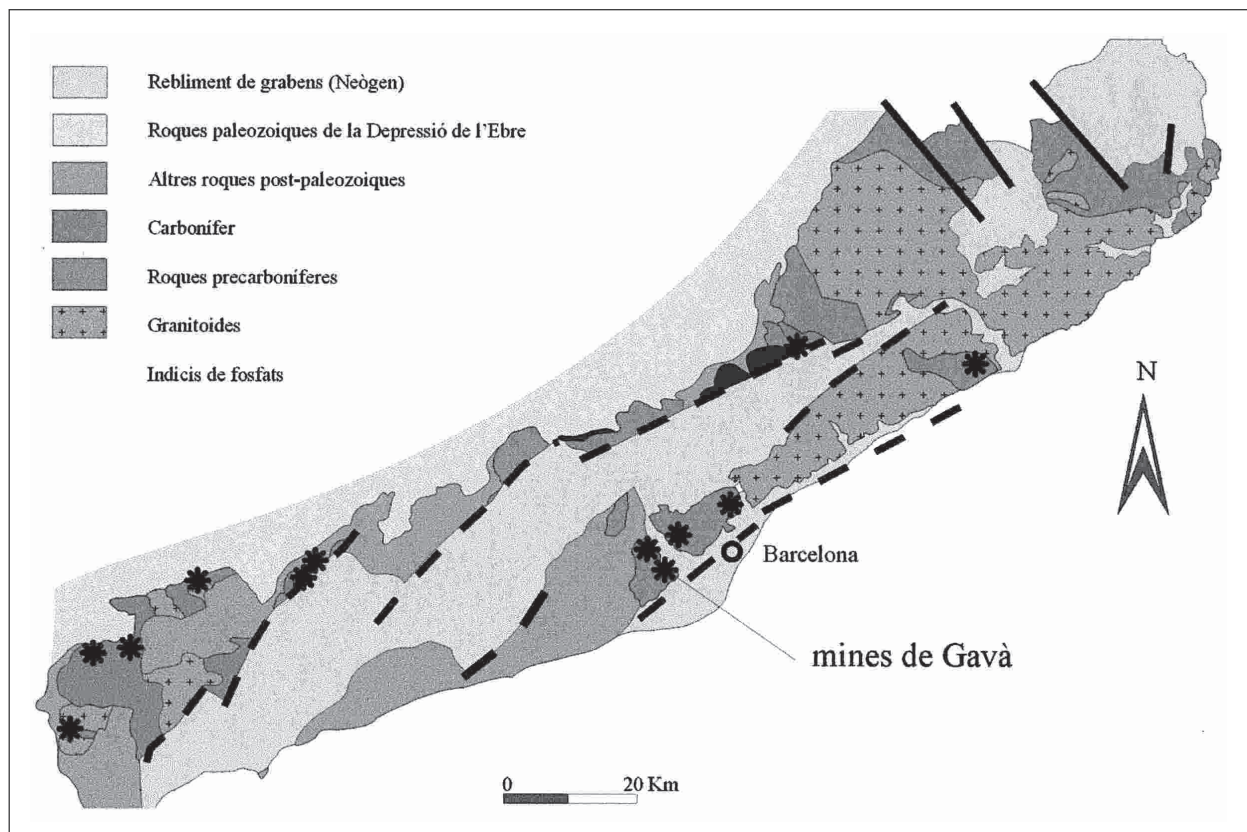 Rebliment de grabens (Neògen)
Roques paleozoiques de la Depressió de l'Ebre
Altres roques post-paleozoiques
Carbonífer
Roques precarboníferes
Granitoides
Indicis de fosfats
N
Barcelona
mines de Gavà
0 20 Km